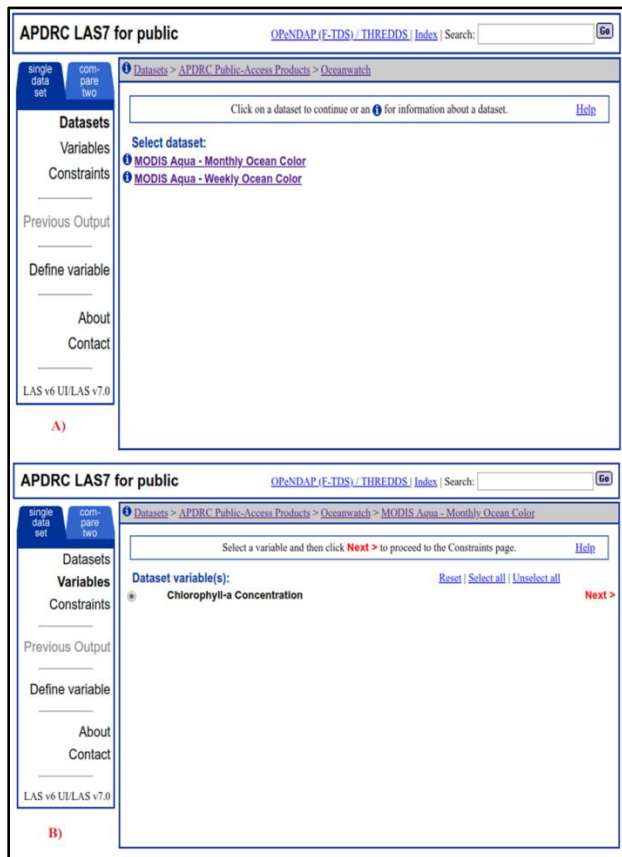 APDRC LAS7 for public
OPeNDAP (F-TDS) / THREDDS | Index | Search:
Go
single data set
com-pare two
Datasets > APDRC Public-Access Products > Oceanwatch
Click on a dataset to continue or an i for information about a dataset.
Help
Datasets
Variables
Constraints
Previous Output
Define variable
About
Contact
LAS v6 UI/LAS v7.0
Select dataset:
MODIS Aqua - Monthly Ocean Color
MODIS Aqua - Weekly Ocean Color
A)
APDRC LAS7 for public
OPeNDAP (F-TDS) / THREDDS | Index | Search:
Go
single data set
com-pare two
Datasets > APDRC Public-Access Products > Oceanwatch > MODIS Aqua - Monthly Ocean Color
Select a variable and then click Next > to proceed to the Constraints page.
Help
Datasets
Variables
Constraints
Previous Output
Define variable
About
Contact
LAS v6 UI/LAS v7.0
Dataset variable(s):
Reset | Select all | Unselect all
Chlorophyll-a Concentration
Next >
B)